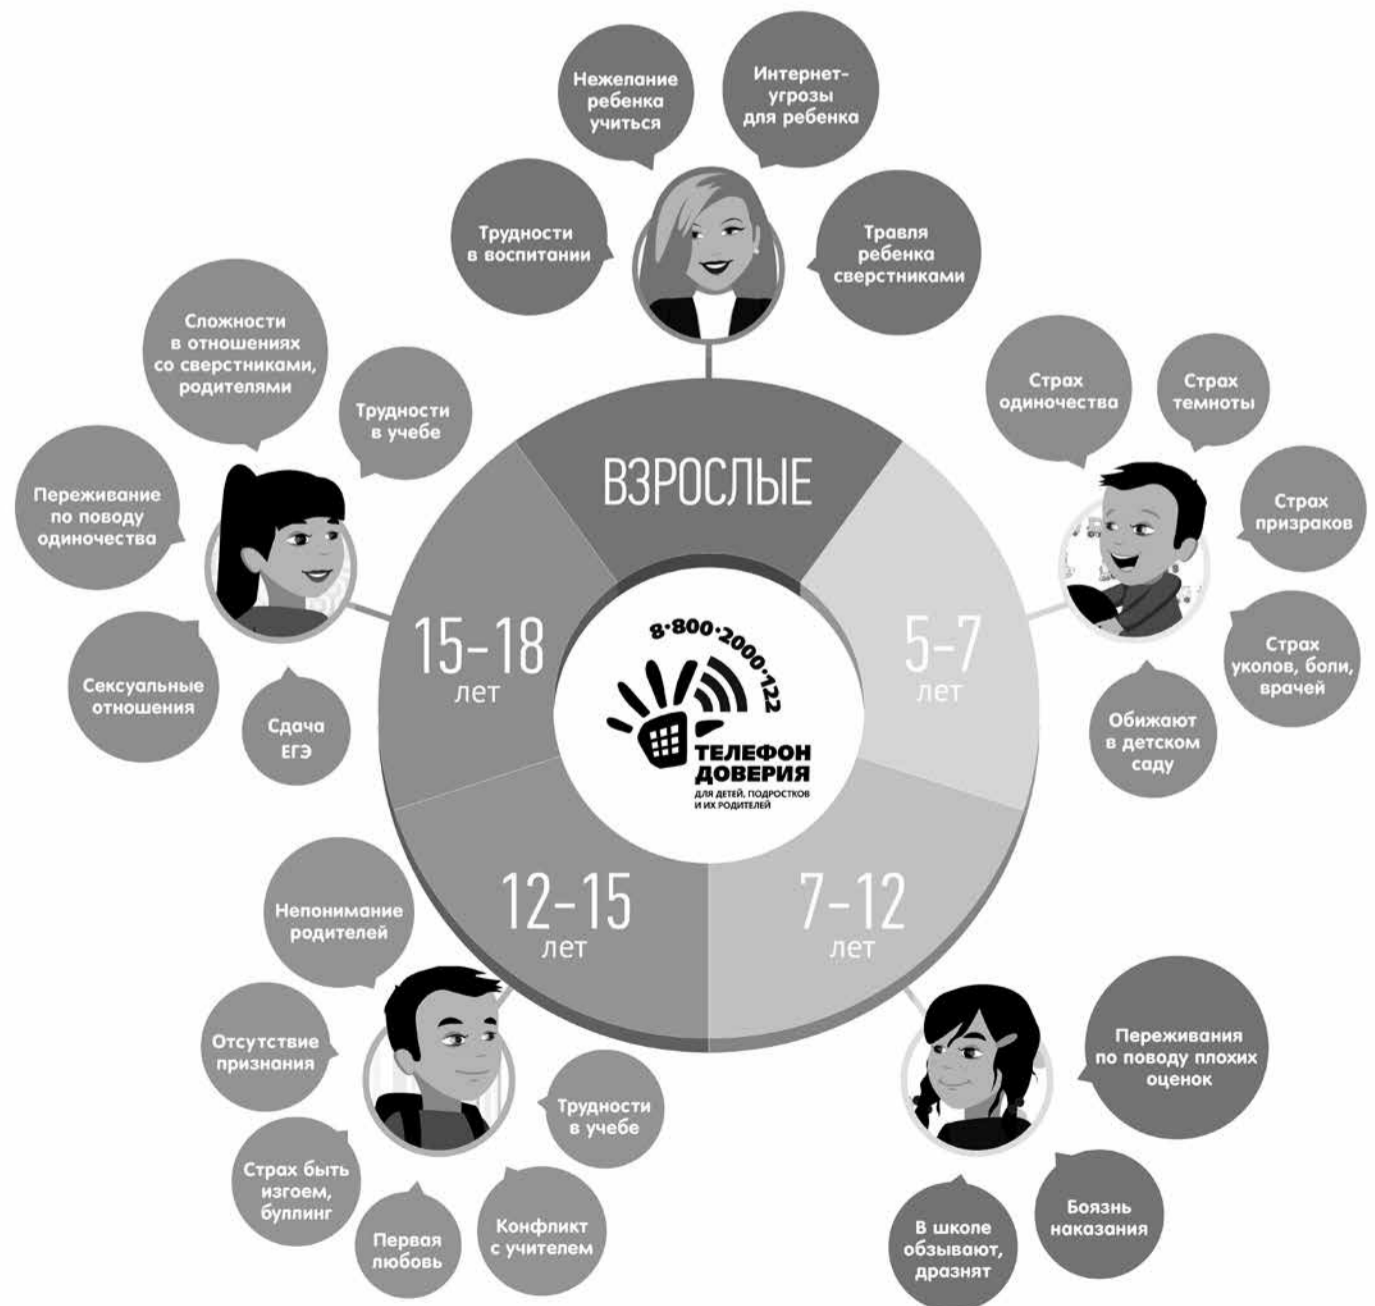 Нежелание
ребенка
учиться
Интернет-
угрозы
для ребенка
Трудности
в воспитании
Травля
ребенка
сверстниками
Сложности
в отношениях
со сверстниками,
родителями
Трудности
в учебе
Переживание
по поводу
одиночества
Сексуальные
отношения
Сдача
ЕГЭ
Страх
одиночества
Страх
темноты
Страх
призраков
Страх
уколов, боли,
врачей
Обижают
в детском
саду
ВЗРОСЛЫЕ
15–18
лет
5–7
лет
12–15
лет
7–12
лет
8·800·2000·122
ТЕЛЕФОН
ДОВЕРИЯ
ДЛЯ ДЕТЕЙ, ПОДРОСТКОВ
И ИХ РОДИТЕЛЕЙ
Непонимание
родителей
Отсутствие
признания
Страх быть
изгоем,
буллинг
Первая
любовь
Конфликт
с учителем
Трудности
в учебе
Переживания
по поводу плохих
оценок
Боязнь
наказания
В школе
обзывают,
дразнят